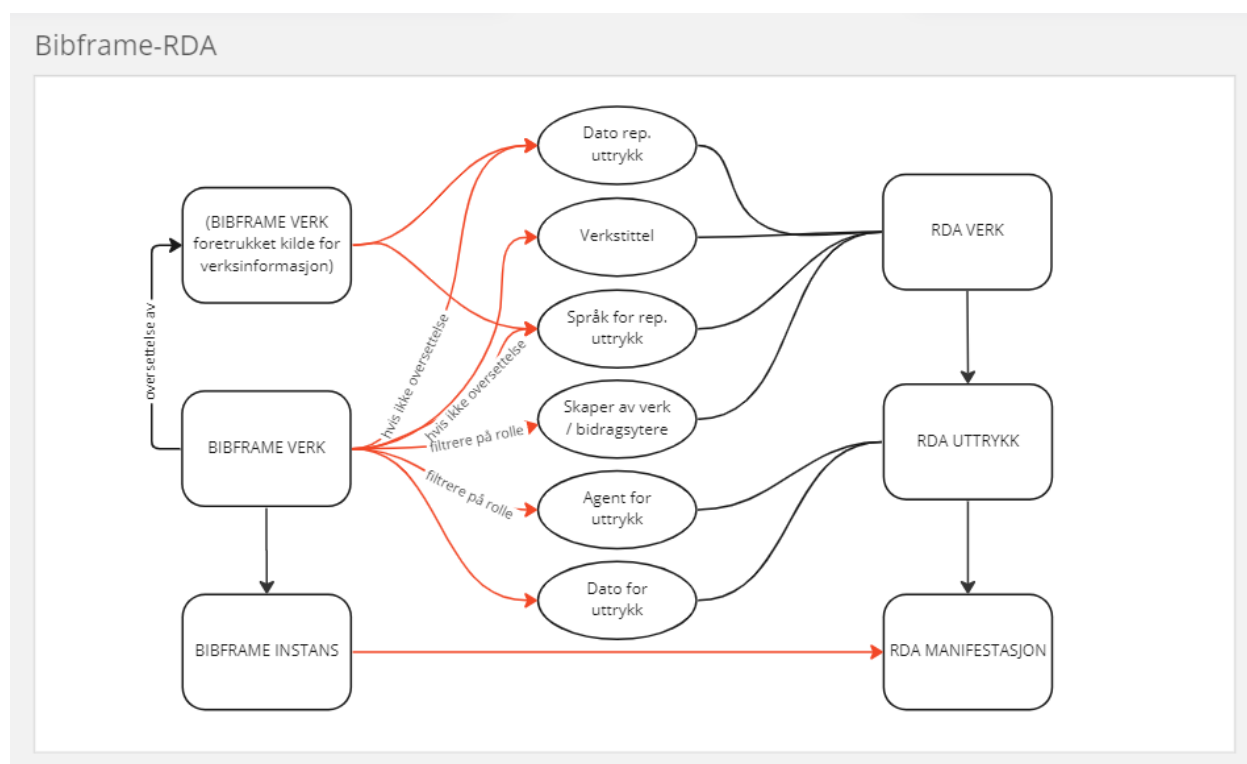 Bibframe-RDA
Dato rep.
uttrykk
(BIBFRAME VERK
foretrukket kilde for
verksinformasjon)
RDA VERK
Verkstittel
oversettelse av
hvis ikke oversettelse
Språk for rep.
uttrykk
hvis ikke oversettelse
Skaper av verk
/ bidragsytere
filtrere på rolle
BIBFRAME VERK
RDA UTTRYKK
filtrere på rolle
Agent for
uttrykk
Dato for
uttrykk
BIBFRAME INSTANS
RDA MANIFESTASJON